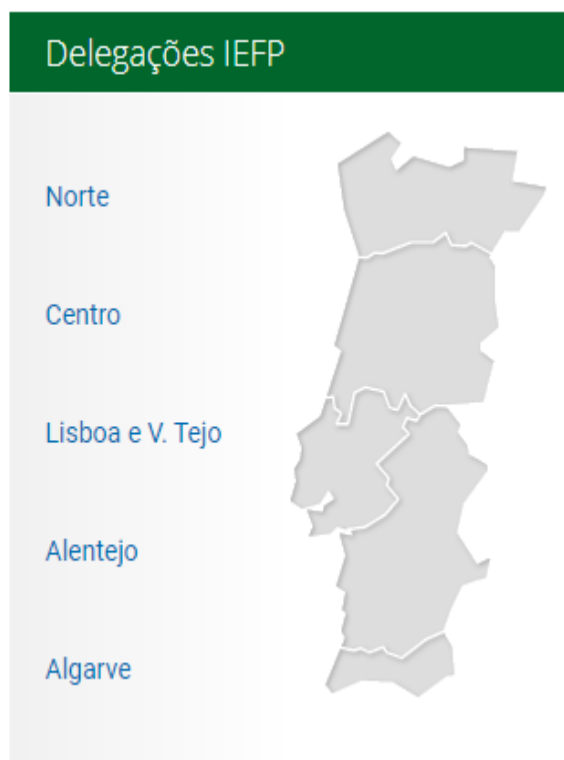 Delegações IEFP
Norte
Centro
Lisboa e V. Tejo
Alentejo
Algarve